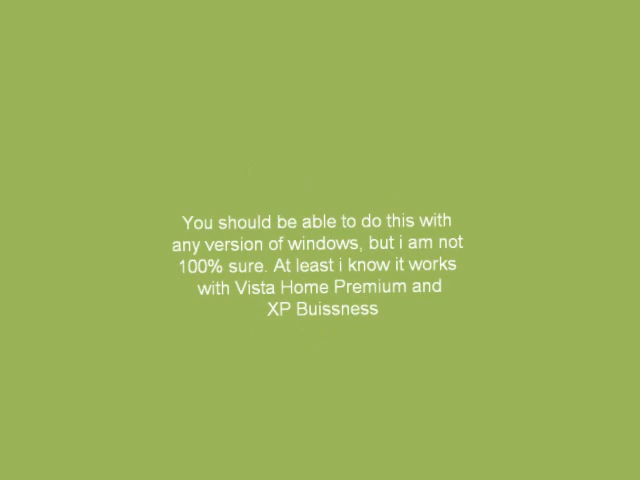 You should be able to do this with
any version of windows, but i am not
100% sure. At least i know it works
with Vista Home Premium and
XP Buissness